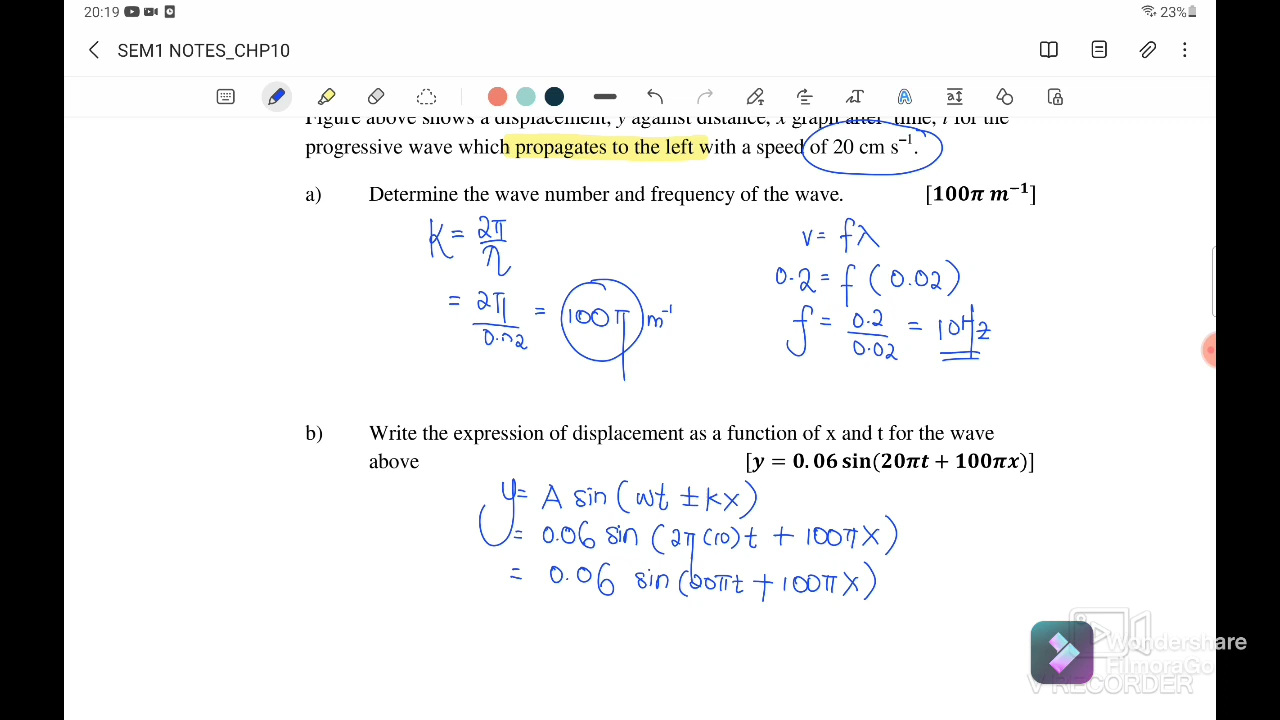 20:19
23%
SEM1 NOTES_CHP10
Figure above shows a displacement, y against distance, x graph after time, t for the
progressive wave which propagates to the left with a speed of 20 cm s⁻¹.
a) Determine the wave number and frequency of the wave. [100π m⁻¹]
K = 2π/λ
= 2π/0.02 = 100π m⁻¹
v = fλ
0.2 = f (0.02)
f = 0.2/0.02 = 10Hz
b) Write the expression of displacement as a function of x and t for the wave
above [y = 0.06 sin(20πt + 100πx)]
y = A sin (ωt ± kx)
= 0.06 sin (2π(10)t + 100πx)
= 0.06 sin (20πt + 100πx)
Wondershare
FilmoraGo
V RECORDER